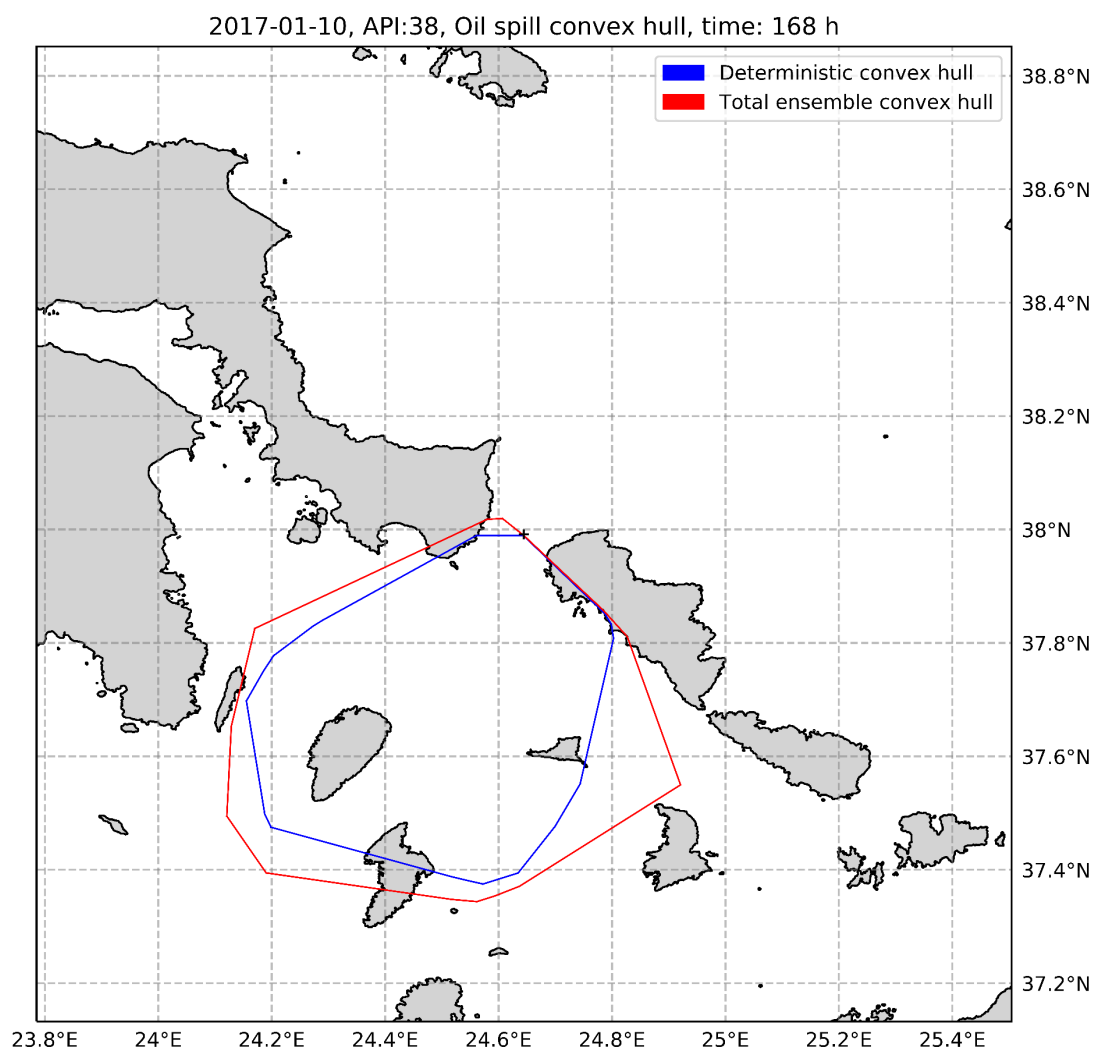 2017-01-10, API:38, Oil spill convex hull, time: 168 h
Deterministic convex hull
Total ensemble convex hull
38.8°N
38.6°N
38.4°N
38.2°N
38°N
37.8°N
37.6°N
37.4°N
37.2°N
23.8°E 24°E 24.2°E 24.4°E 24.6°E 24.8°E 25°E 25.2°E 25.4°E